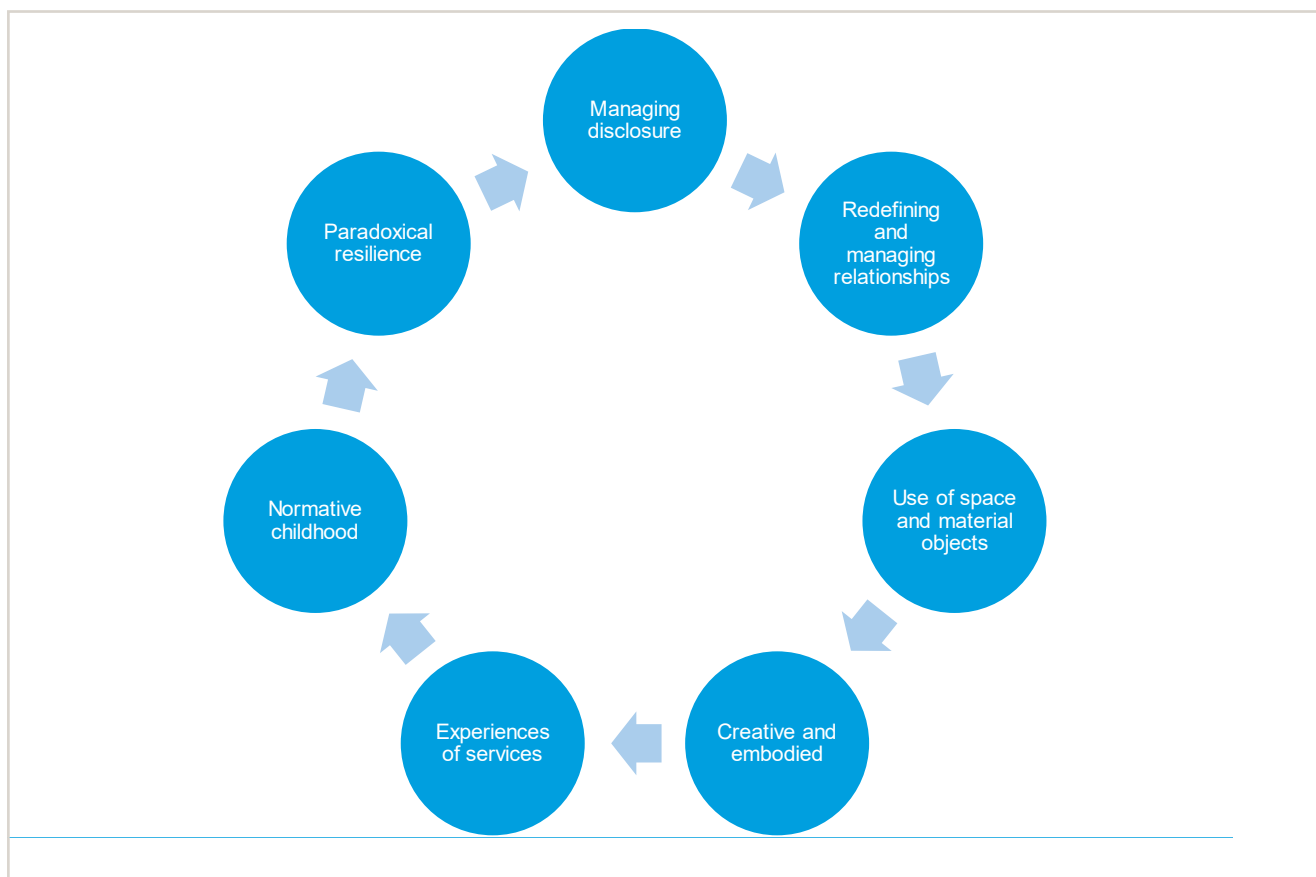 Managing
disclosure
Redefining
and
managing
relationships
Use of space
and material
objects
Creative and
embodied
Experiences
of services
Normative
childhood
Paradoxical
resilience